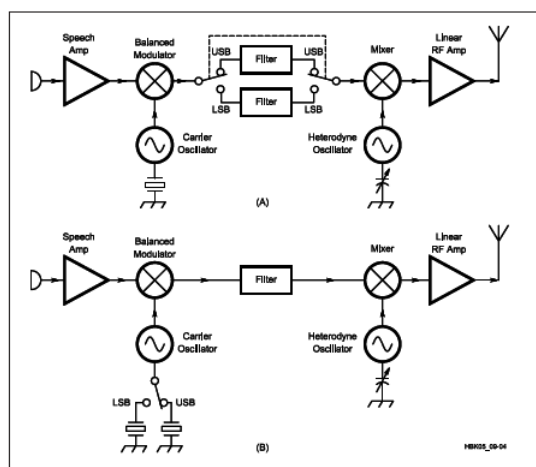 Speech
Amp
Balanced
Modulator
USB
Filter
USB
LSB
Filter
LSB
Mixer
Linear
RF Amp
Carrier
Oscillator
Heterodyne
Oscillator
(A)
Speech
Amp
Balanced
Modulator
Filter
Mixer
Linear
RF Amp
Carrier
Oscillator
Heterodyne
Oscillator
LSB
USB
(B)
HBK05_09-04